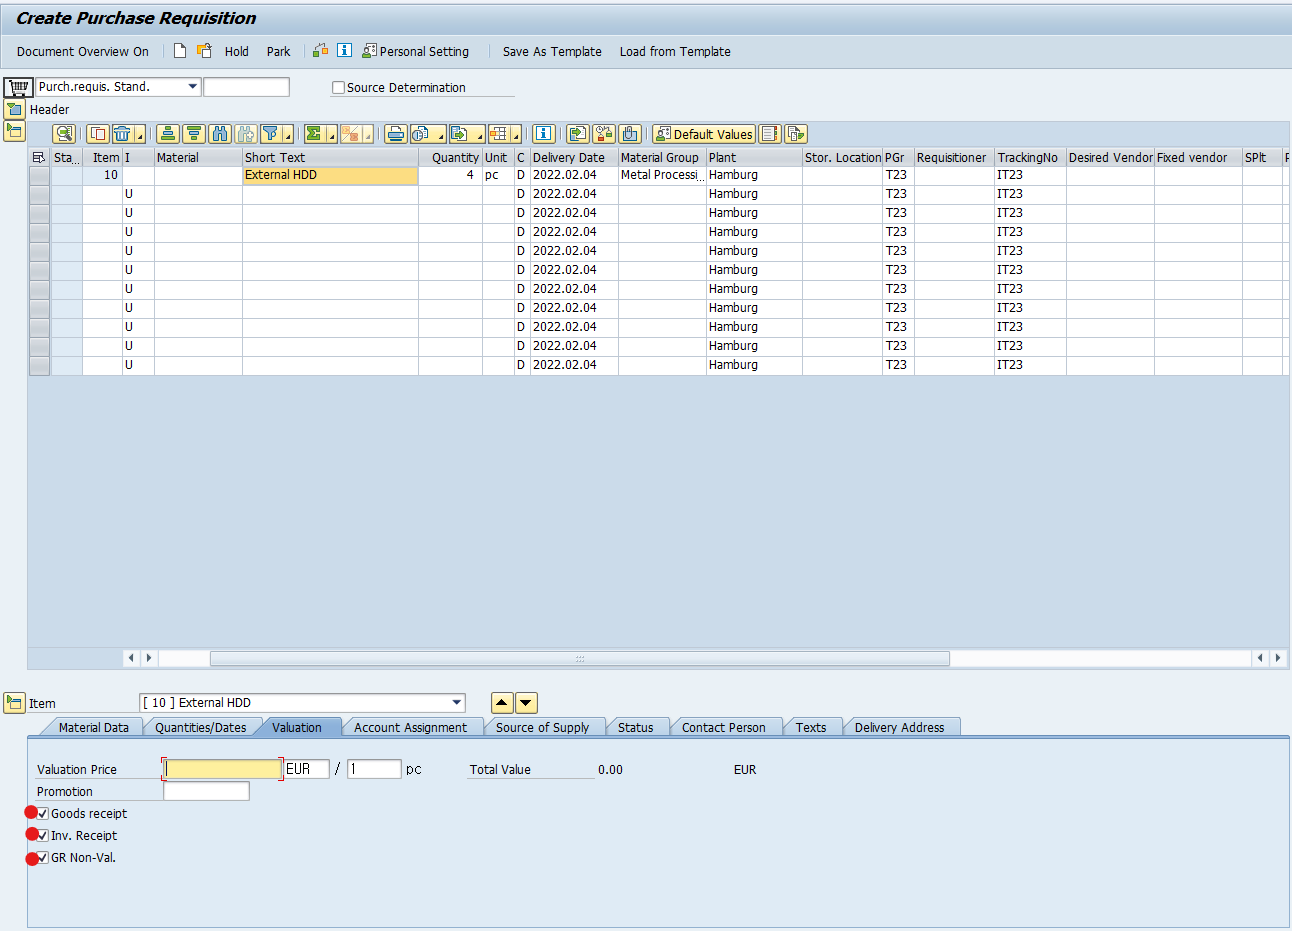 Create Purchase Requisition
Document Overview On Hold Park Personal Setting Save As Template Load from Template
Purch.requis. Stand. Source Determination
Header
Default Values
Sta... Item I Material Short Text Quantity Unit C Delivery Date Material Group Plant Stor. Location PGr Requisitioner TrackingNo Desired Vendor Fixed vendor SPlt
10 External HDD 4 pc D 2022.02.04 Metal Processi... Hamburg T23 IT23
U D 2022.02.04 Hamburg T23 IT23
U D 2022.02.04 Hamburg T23 IT23
U D 2022.02.04 Hamburg T23 IT23
U D 2022.02.04 Hamburg T23 IT23
U D 2022.02.04 Hamburg T23 IT23
U D 2022.02.04 Hamburg T23 IT23
U D 2022.02.04 Hamburg T23 IT23
U D 2022.02.04 Hamburg T23 IT23
U D 2022.02.04 Hamburg T23 IT23
U D 2022.02.04 Hamburg T23 IT23
Item [ 10 ] External HDD
Material Data Quantities/Dates Valuation Account Assignment Source of Supply Status Contact Person Texts Delivery Address
Valuation Price EUR / 1 pc Total Value 0.00 EUR
Promotion
Goods receipt
Inv. Receipt
GR Non-Val.